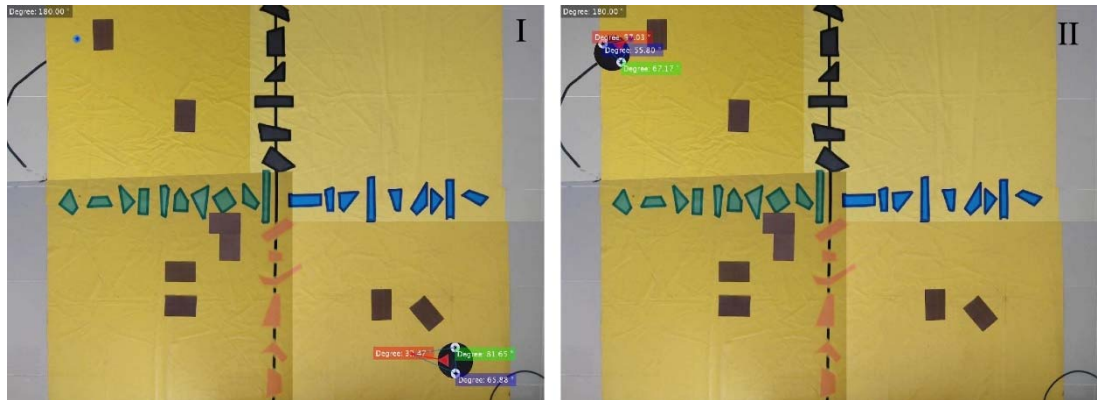 Degree: 180.00 °
I
Degree: 81.65 °
Degree: 65.88 °
Degree: 180.00 °
II
Degree: 55.80 °
Degree: 67.17 °